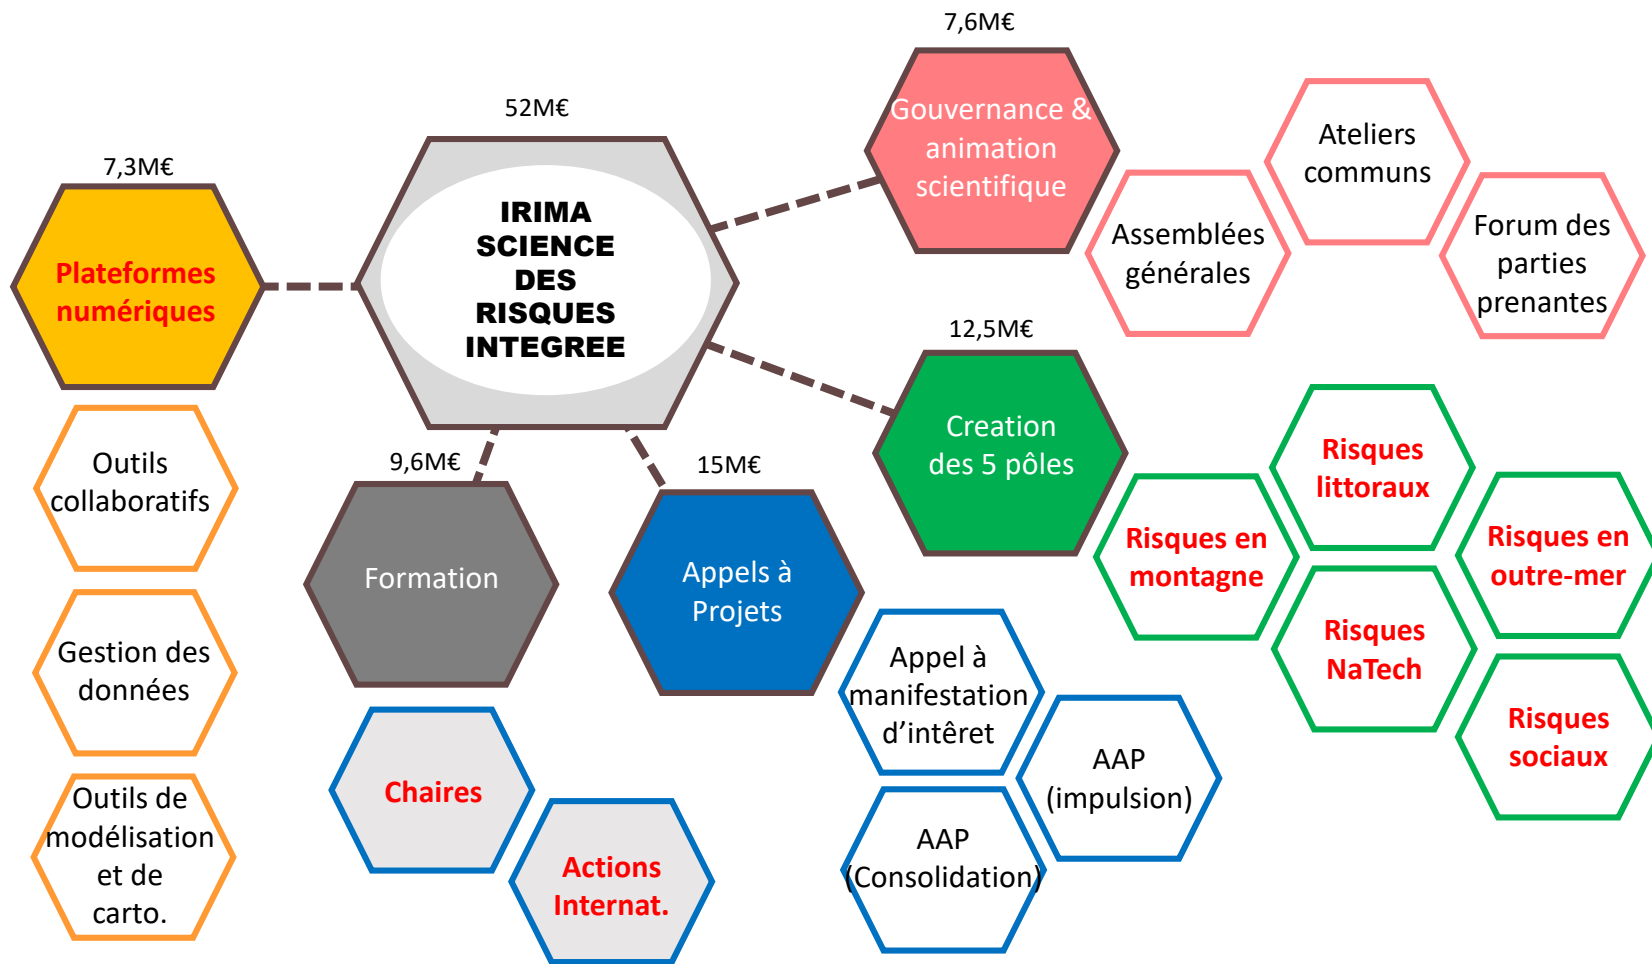 7,6M€
Gouvernance &
animation
scientifique
Ateliers
communs
Assemblées
générales
Forum des
parties
prenantes
52M€
IRIMA
SCIENCE
DES
RISQUES
INTEGREE
7,3M€
Plateformes
numériques
Outils
collaboratifs
Gestion des
données
Outils de
modélisation
et de
carto.
9,6M€
Formation
Chaires
Actions
Internat.
15M€
Appels à
Projets
Appel à
manifestation
d’intêret
AAP
(impulsion)
AAP
(Consolidation)
12,5M€
Creation
des 5 pôles
Risques
littoraux
Risques en
montagne
Risques en
outre-mer
Risques
NaTech
Risques
sociaux